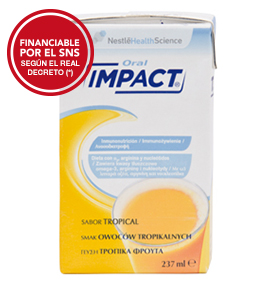 FINANCIABLE
POR EL SNS
SEGÚN EL REAL
DECRETO (*)
NestléHealthScience
Oral
IMPACT®
SABOR TROPICAL
SMAK OWOCÓW TROPIKALNYCH
ΓΕΥΣΗ ΤΡΟΠΙΚΑ ΦΡΟΥΤΑ
237 ml e